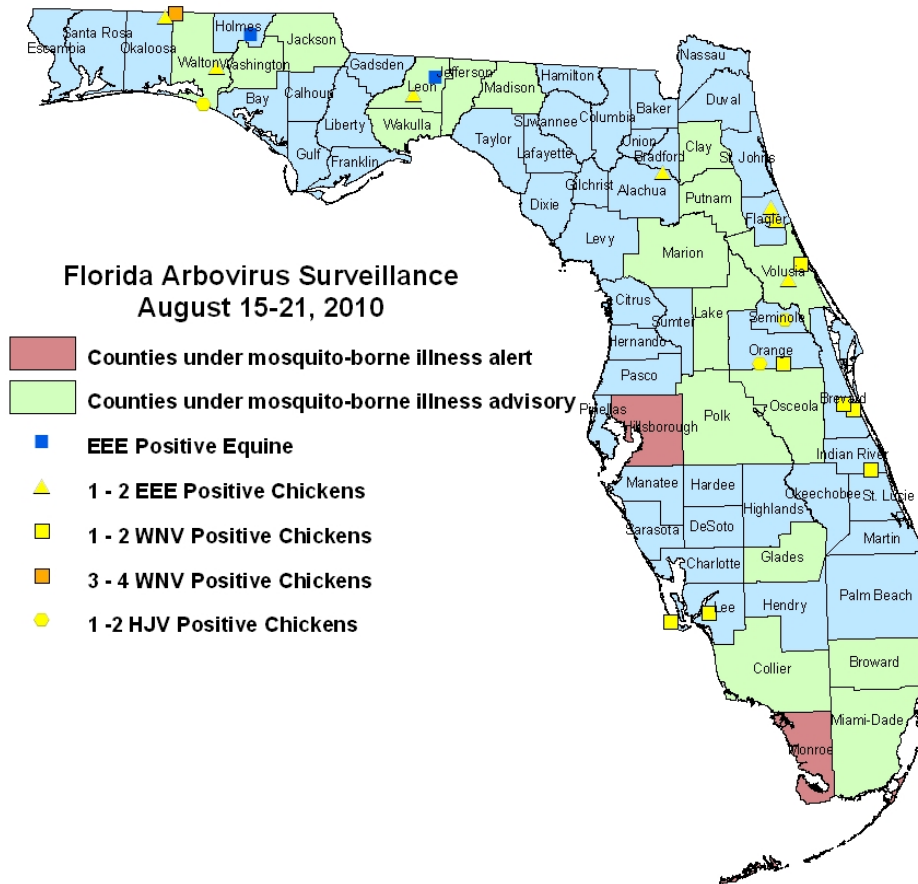 Holmes
Jackson
Santa Rosa
Okaloosa
Escambia
Walton
Washington
Gadsden
Jefferson
Hamilton
Nassau
Leon
Madison
Bay
Calhoun
Baker
Duval
Suwannee
Columbia
Liberty
Wakulla
Taylor
Union
Clay
Lafayette
Bradford
St. Johns
Gulf
Franklin
Gilchrist
Alachua
Putnam
Dixie
Flagler
Levy
Marion
Florida Arbovirus Surveillance
August 15-21, 2010
Volusia
Citrus
Lake
Seminole
Sumter
Hernando
Orange
Counties under mosquito-borne illness alert
Pasco
Counties under mosquito-borne illness advisory
Brevard
Osceola
Pinellas
Polk
Hillsborough
EEE Positive Equine
Indian River
1 - 2 EEE Positive Chickens
Manatee
Hardee
Okeechobee
St. Lucie
Highlands
1 - 2 WNV Positive Chickens
Sarasota
DeSoto
Martin
Glades
3 - 4 WNV Positive Chickens
Charlotte
Palm Beach
Lee
Hendry
1 -2 HJV Positive Chickens
Broward
Collier
Miami-Dade
Monroe